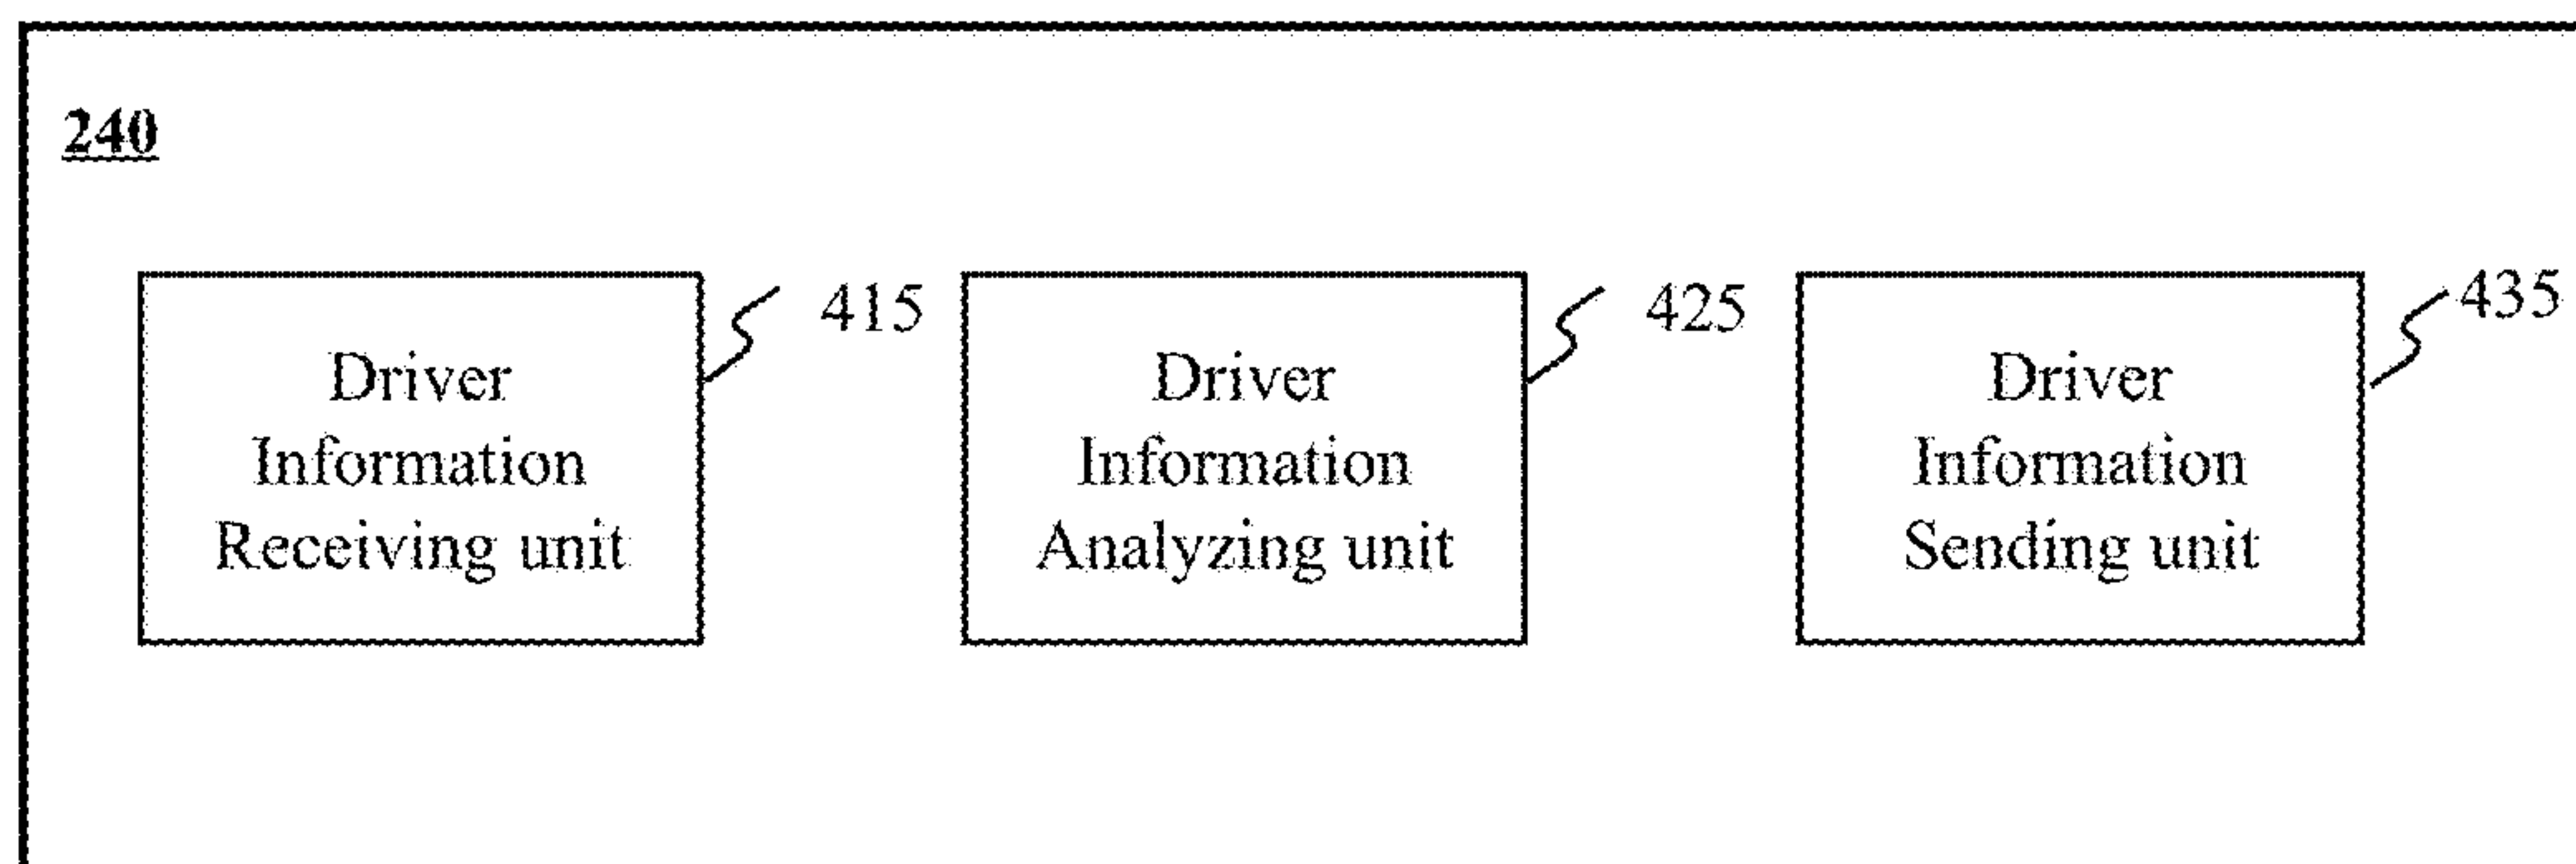 240
415
Driver
Information
Receiving unit
425
Driver
Information
Analyzing unit
435
Driver
Information
Sending unit